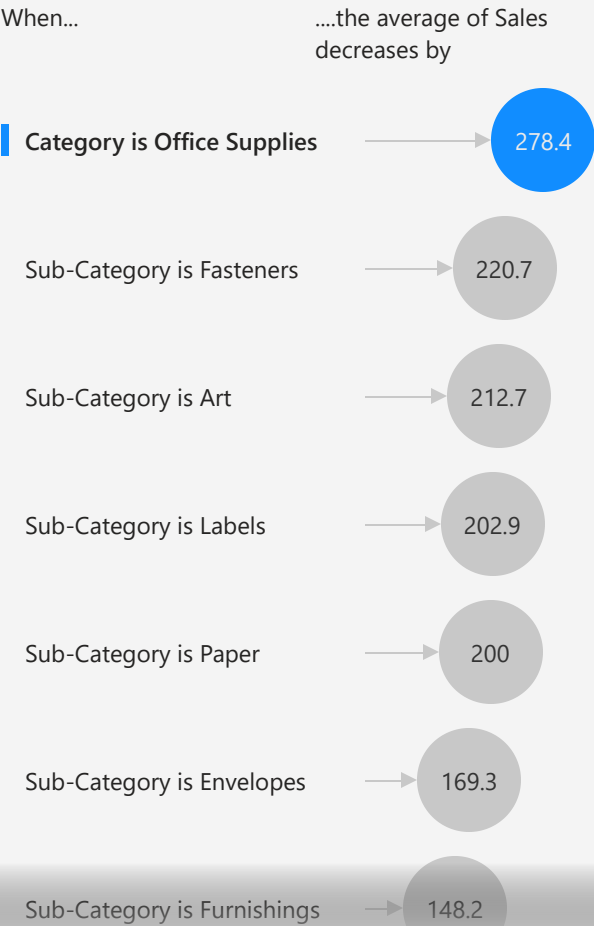 When...
....the average of Sales
decreases by
Category is Office Supplies
278.4
Sub-Category is Fasteners
220.7
Sub-Category is Art
212.7
Sub-Category is Labels
202.9
Sub-Category is Paper
200
Sub-Category is Envelopes
169.3
Sub-Category is Furnishings
148.2